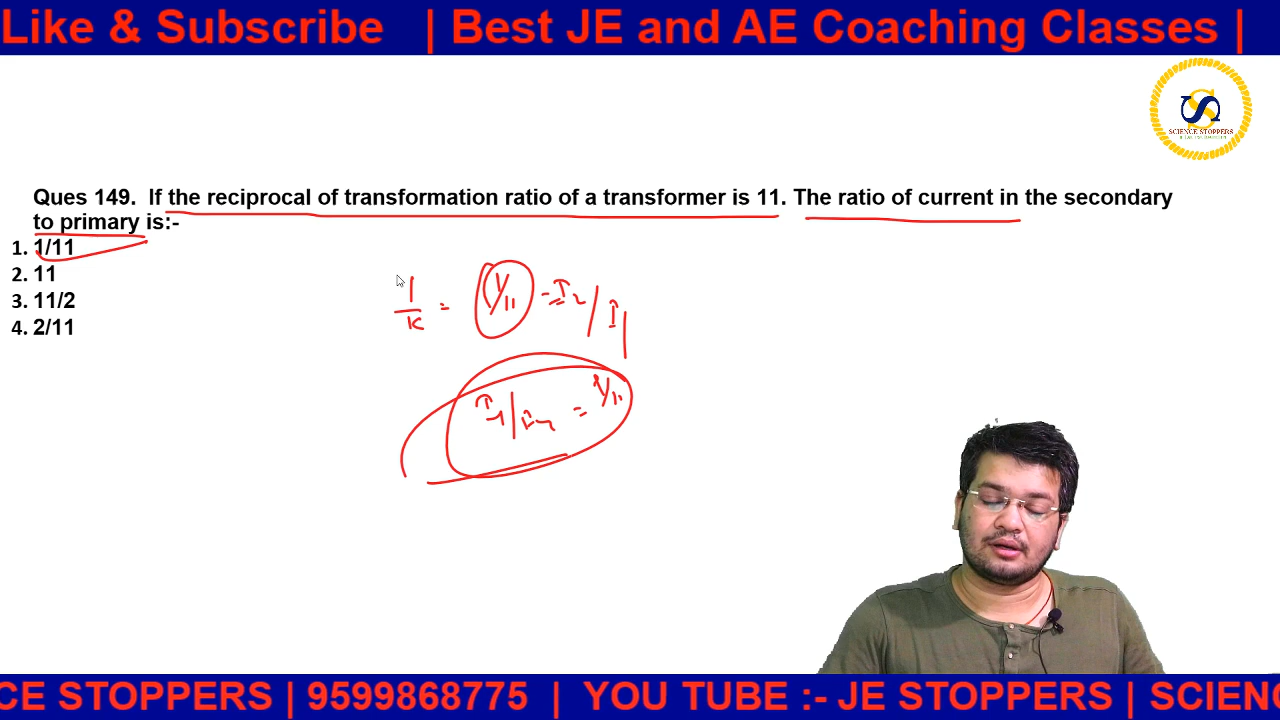 Like & Subscribe | Best JE and AE Coaching Classes |
SCIENCE STOPPERS
Ques 149. If the reciprocal of transformation ratio of a transformer is 11. The ratio of current in the secondary
to primary is:-
1. 1/11
2. 11
3. 11/2
4. 2/11
1/K = 1/11 = I2/I1
= 1/11
CE STOPPERS | 9599868775 | YOU TUBE :- JE STOPPERS | SCIENC